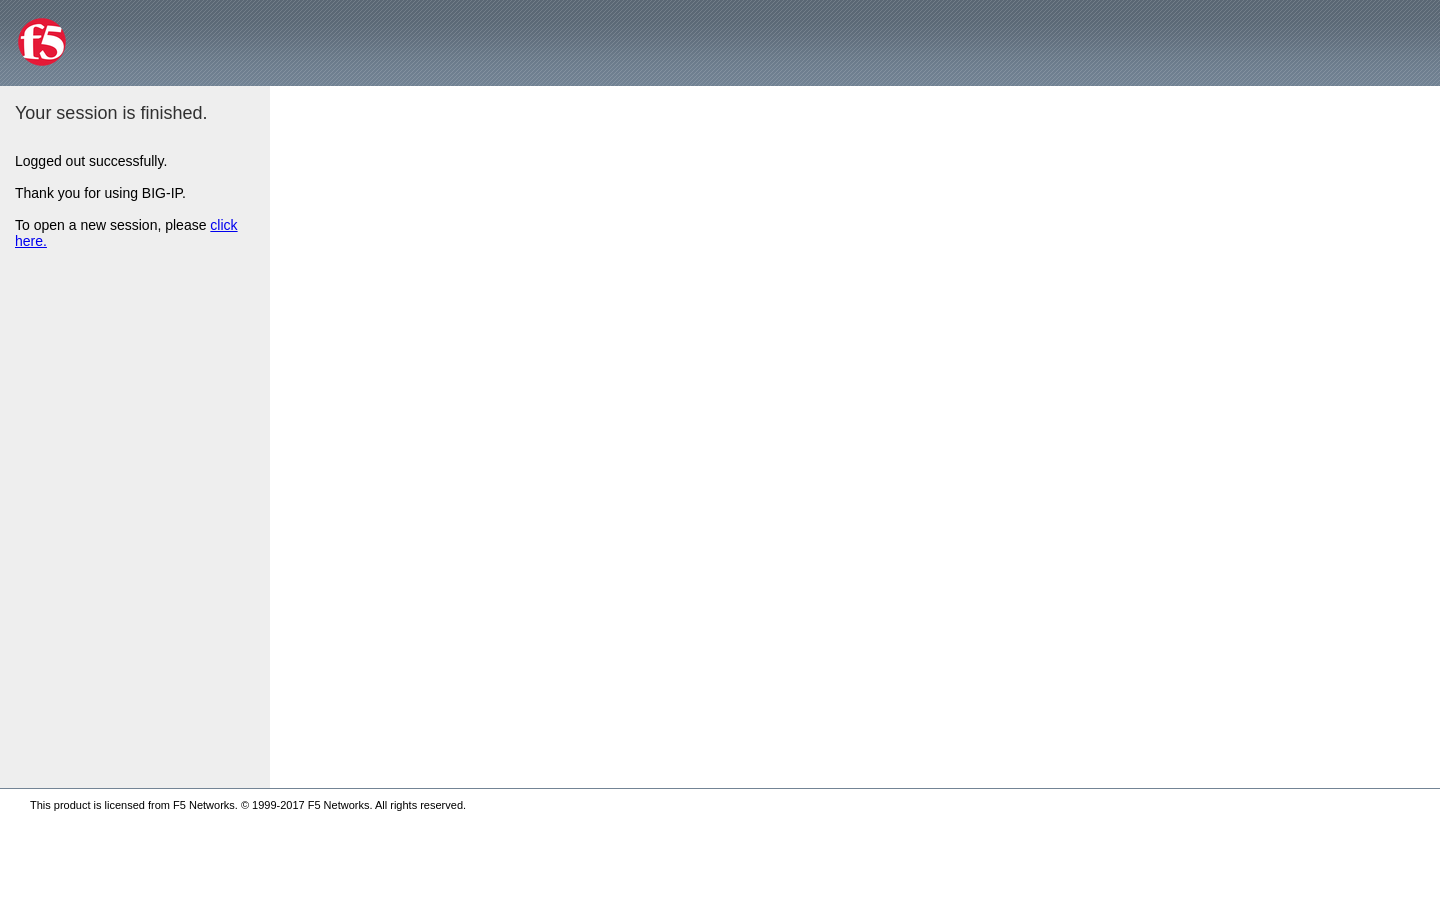 f5
Your session is finished.
Logged out successfully.
Thank you for using BIG-IP.
To open a new session, please click
here.
This product is licensed from F5 Networks. © 1999-2017 F5 Networks. All rights reserved.